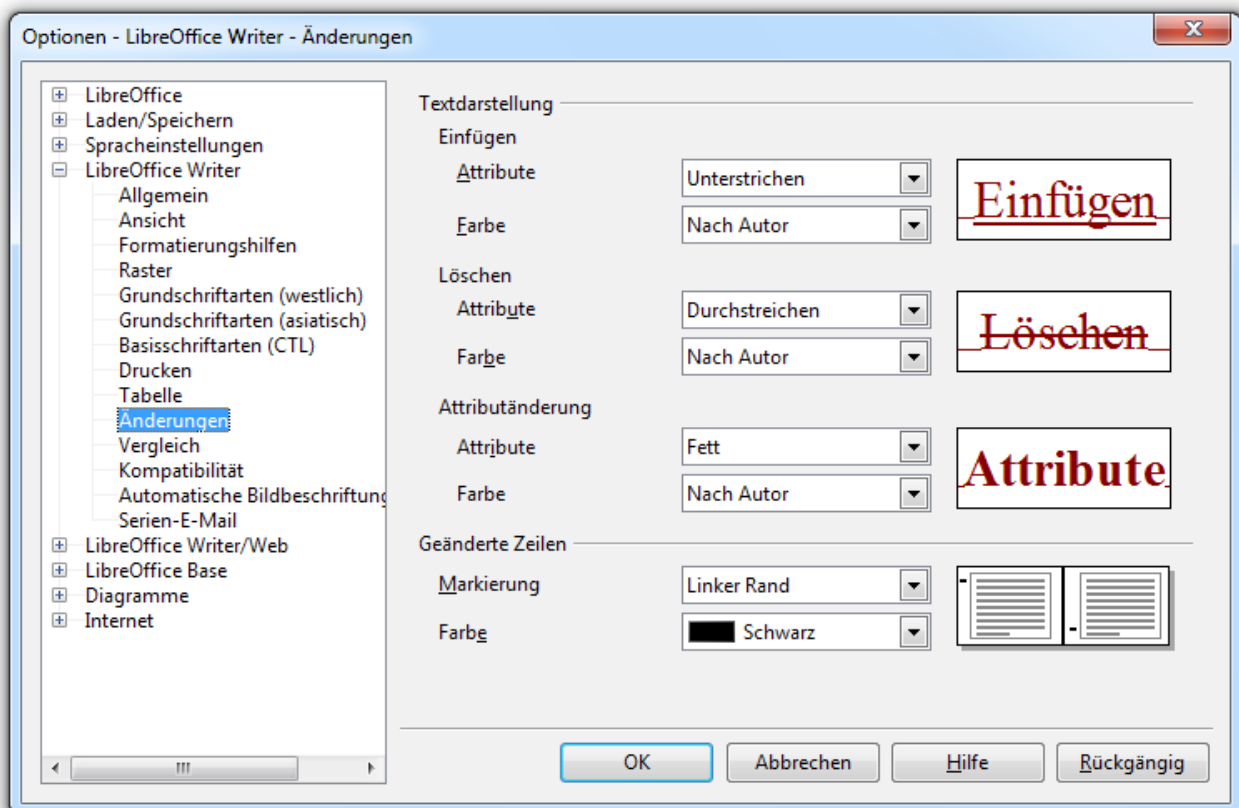 Optionen - LibreOffice Writer - Änderungen
LibreOffice
Laden/Speichern
Spracheinstellungen
LibreOffice Writer
Allgemein
Ansicht
Formatierungshilfen
Raster
Grundschriftarten (westlich)
Grundschriftarten (asiatisch)
Basisschriftarten (CTL)
Drucken
Tabelle
Änderungen
Vergleich
Kompatibilität
Automatische Bildbeschriftung
Serien-E-Mail
LibreOffice Writer/Web
LibreOffice Base
Diagramme
Internet
Textdarstellung
Einfügen
Attribute Unterstrichen
Farbe Nach Autor
Einfügen
Löschen
Attribute Durchstreichen
Farbe Nach Autor
Löschen
Attributänderung
Attribute Fett
Farbe Nach Autor
Attribute
Geänderte Zeilen
Markierung Linker Rand
Farbe Schwarz
OK Abbrechen Hilfe Rückgängig